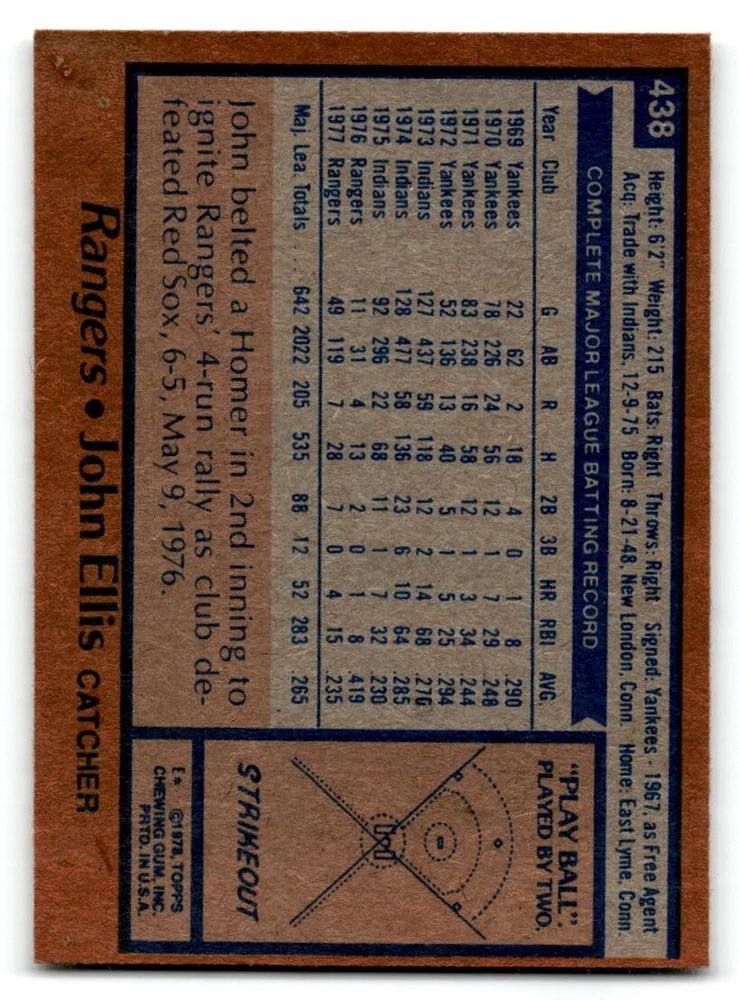 438
Height: 6'2" Weight: 215 Bats: Right Throws: Right Signed: Yankees - 1967, as Free Agent
Acq: Trade with Indians, 12-9-75 Born: 8-21-48, New London, Conn. Home: East Lyme, Conn.
COMPLETE MAJOR LEAGUE BATTING RECORD
Year Club G AB R H 2B 3B HR RBI AVG.
1969 Yankees 22 62 2 18 4 0 1 8 .290
1970 Yankees 78 226 24 56 12 1 7 29 .248
1971 Yankees 83 238 16 58 12 1 3 34 .244
1972 Yankees 52 136 13 40 5 1 5 25 .294
1973 Indians 127 437 59 118 12 2 14 68 .270
1974 Indians 128 477 58 136 23 6 10 64 .285
1975 Indians 92 296 22 68 11 1 7 32 .230
1976 Rangers 11 31 4 13 2 0 1 8 .419
1977 Rangers 49 119 7 28 7 0 4 15 .235
Maj. Lea. Totals . . . 642 2022 205 535 88 12 52 283 .265
John belted a Homer in 2nd inning to
ignite Rangers' 4-run rally as club de-
feated Red Sox, 6-5, May 9, 1976.
"PLAY BALL"
PLAYED BY TWO.
STRIKEOUT
E* ©1978, TOPPS
CHEWING GUM, INC.
PRTD. IN U.S.A.
Rangers • John Ellis CATCHER